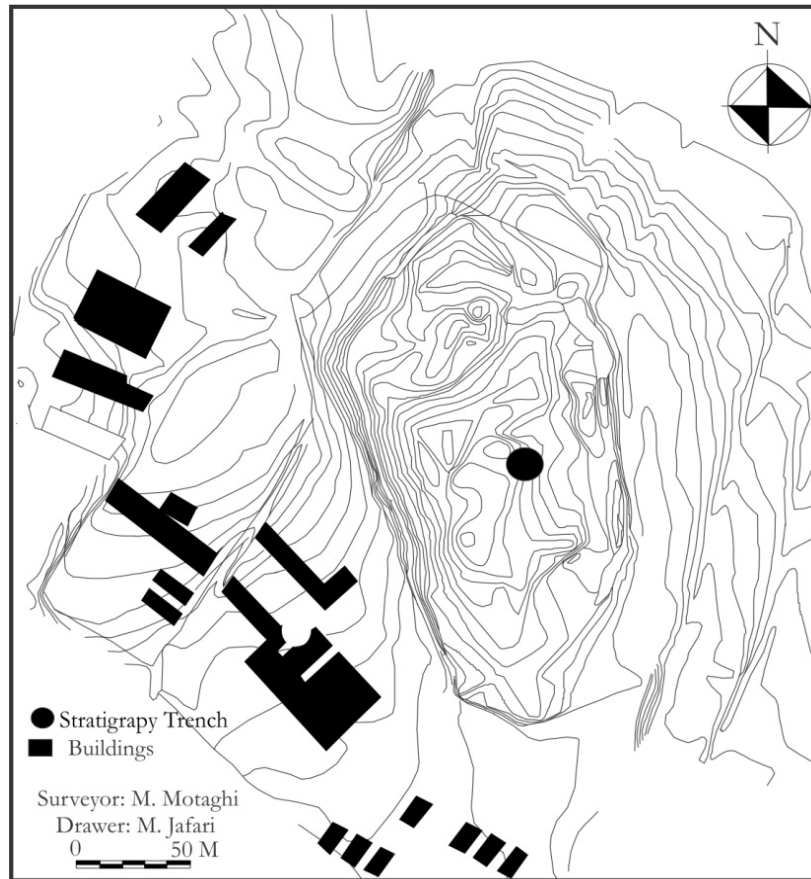 N
Stratigrapy Trench
Buildings
Surveyor: M. Motaghi
Drawer: M. Jafari
0 50 M